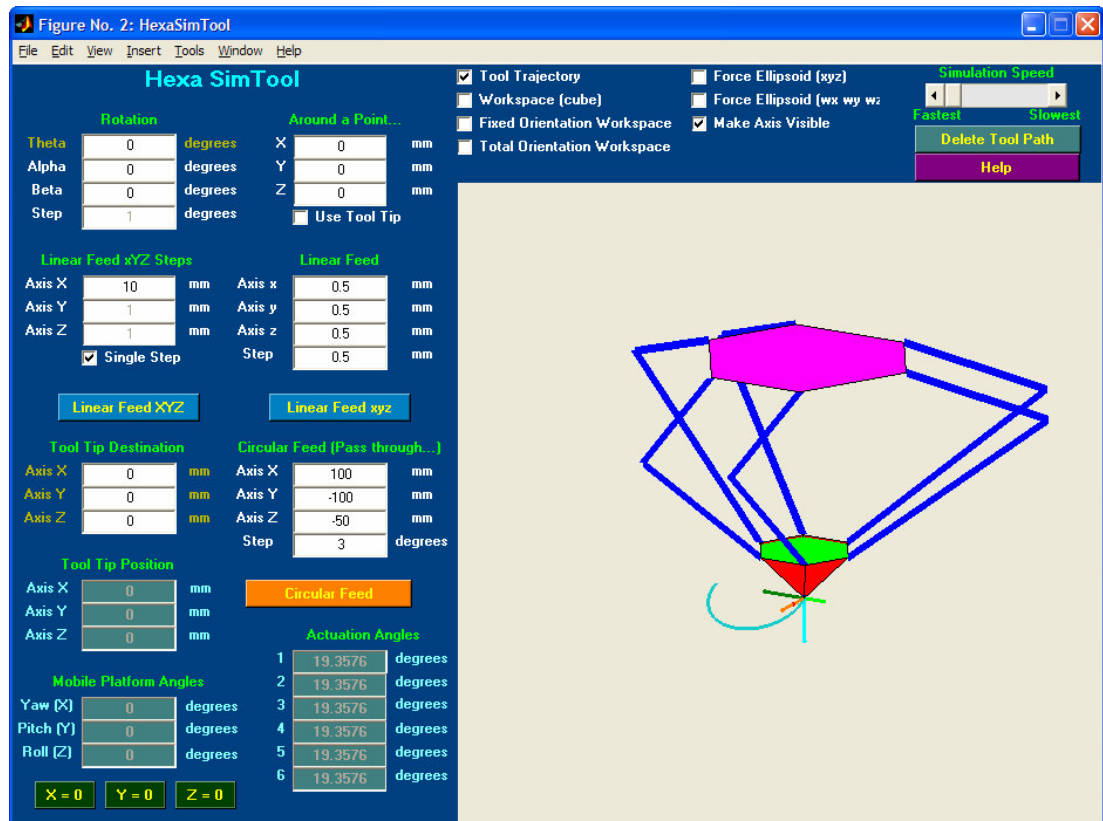 Figure No. 2: HexaSimTool
File Edit View Insert Tools Window Help
Hexa SimTool
Tool Trajectory
Workspace (cube)
Fixed Orientation Workspace
Total Orientation Workspace
Force Ellipsoid (xyz)
Force Ellipsoid (wx wy wz
Make Axis Visible
Simulation Speed
Fastest Slowest
Delete Tool Path
Help
Rotation
Theta 0 degrees
Alpha 0 degrees
Beta 0 degrees
Step 1 degrees
Around a Point...
X 0 mm
Y 0 mm
Z 0 mm
Use Tool Tip
Linear Feed xYZ Steps
Axis X 10 mm
Axis Y 1 mm
Axis Z 1 mm
Single Step
Linear Feed XYZ
Linear Feed
Axis x 0.5 mm
Axis y 0.5 mm
Axis z 0.5 mm
Step 0.5 mm
Linear Feed xyz
Tool Tip Destination
Axis X 0 mm
Axis Y 0 mm
Axis Z 0 mm
Circular Feed (Pass through...)
Axis X 100 mm
Axis Y -100 mm
Axis Z -50 mm
Step 3 degrees
Circular Feed
Tool Tip Position
Axis X 0 mm
Axis Y 0 mm
Axis Z 0 mm
Actuation Angles
1 19.3576 degrees
2 19.3576 degrees
3 19.3576 degrees
4 19.3576 degrees
5 19.3576 degrees
6 19.3576 degrees
Mobile Platform Angles
Yaw (X) 0 degrees
Pitch (Y) 0 degrees
Roll (Z) 0 degrees
X = 0 Y = 0 Z = 0